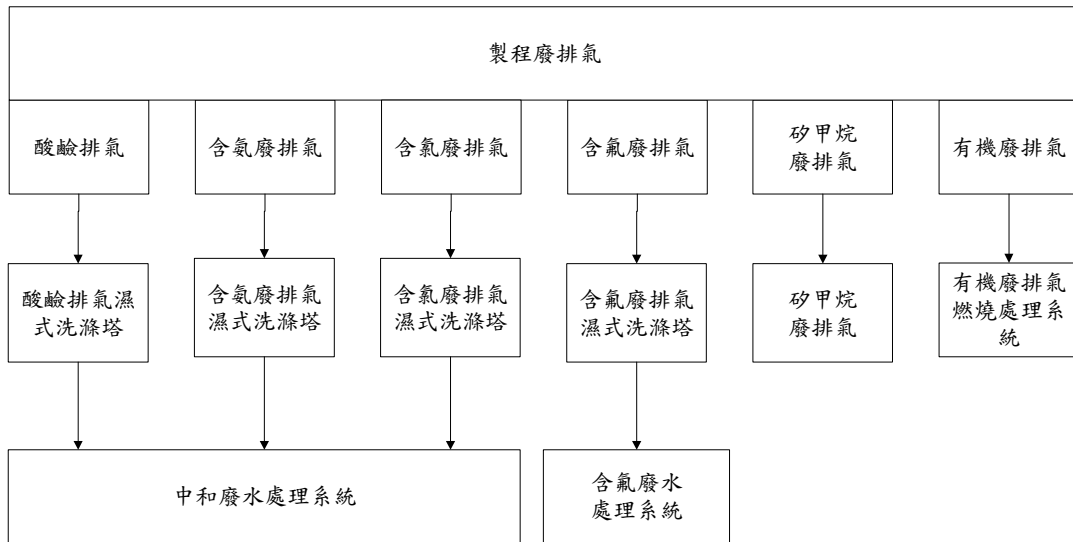 製程廢排氣
酸鹼排氣
含氨廢排氣
含氯廢排氣
含氟廢排氣
矽甲烷
廢排氣
有機廢排氣
酸鹼排氣濕
式洗滌塔
含氨廢排氣
濕式洗滌塔
含氯廢排氣
濕式洗滌塔
含氟廢排氣
濕式洗滌塔
矽甲烷
廢排氣
有機廢排氣
燃燒處理系
統
中和廢水處理系統
含氟廢水
處理系統